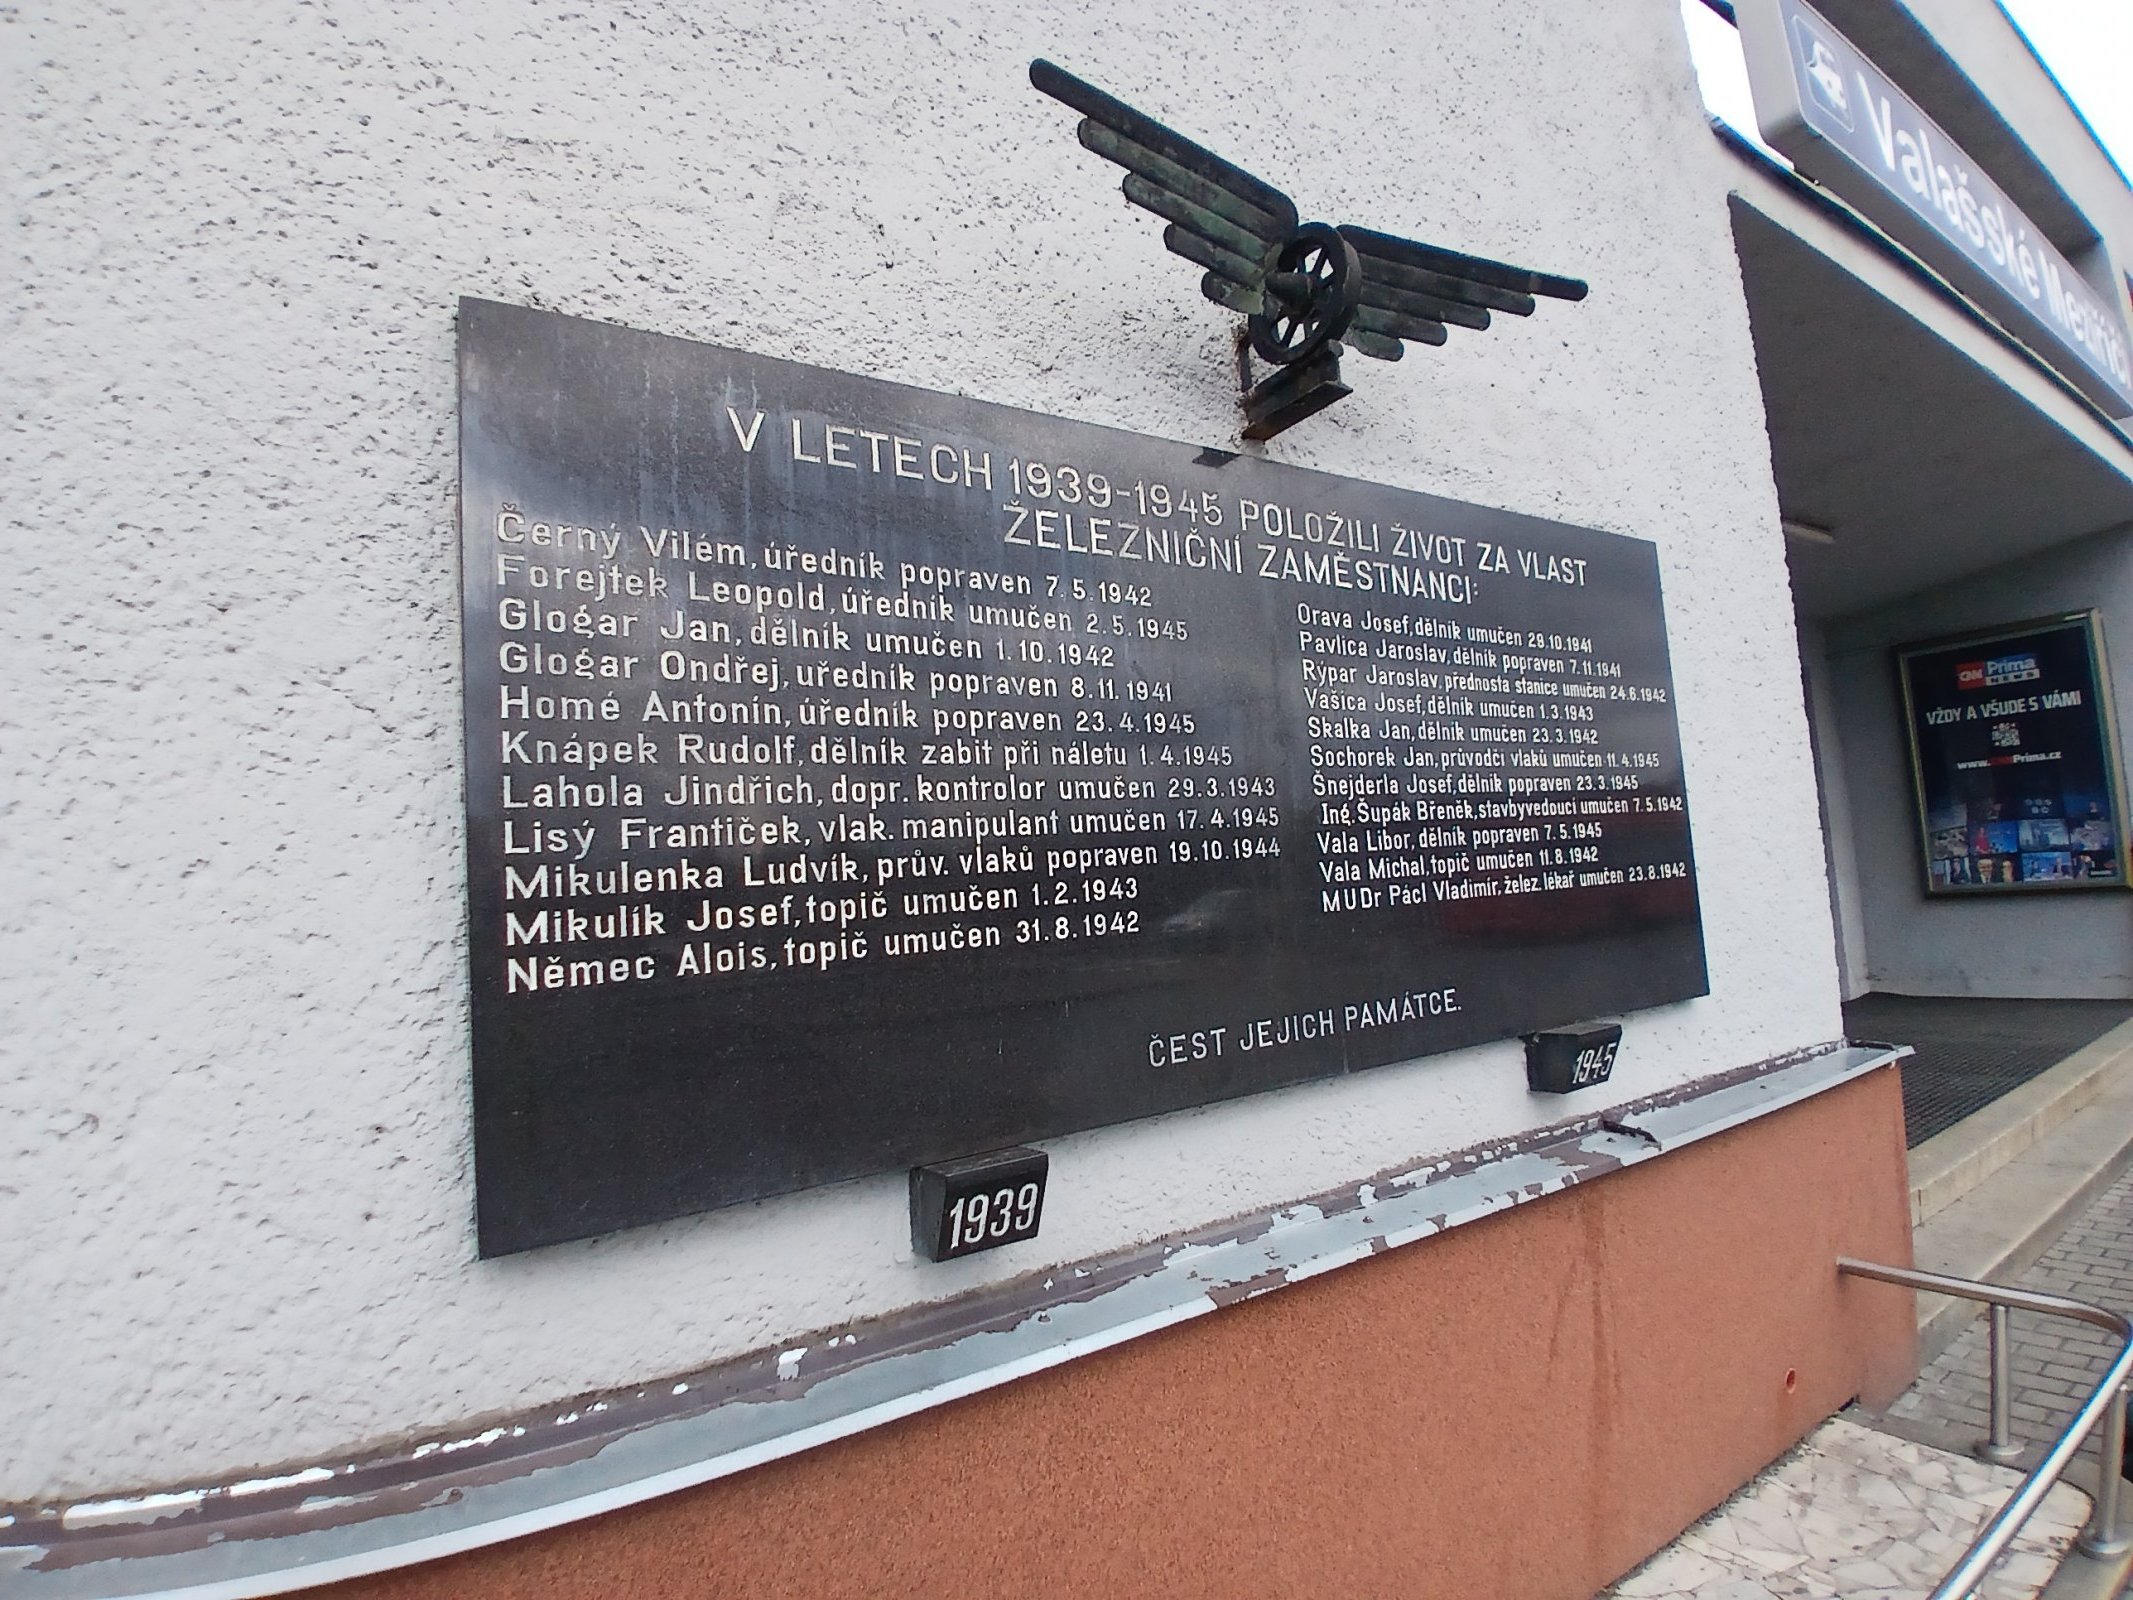 V LETECH 1939-1945 POLOŽILI ŽIVOT ZA VLAST
ŽELEZNIČNÍ ZAMĚSTNANCI:
Černý Vilém, úředník popraven 7.5.1942
Forejtek Leopold, úředník umučen 2.5.1945
Glogar Jan, dělník umučen 1.10.1942
Glogar Ondřej, uředník popraven 8.11.1941
Homé Antonín, úředník popraven 23.4.1945
Knápek Rudolf, dělník zabit při náletu 1.4.1945
Lahola Jindřich, dopr. kontrolor umučen 29.3.1943
Lisý Frantiček, vlak. manipulant umučen 17.4.1945
Mikulenka Ludvík, prův. vlaků popraven 19.10.1944
Mikulík Josef, topič umučen 1.2.1943
Němec Alois, topič umučen 31.8.1942
Orava Josef, dělník umučen 29.10.1941
Pavlica Jaroslav, dělník popraven 7.11.1941
Rýpar Jaroslav, přednosta stanice umučen 24.6.1942
Vašica Josef, dělník umučen 1.3.1943
Skalka Jan, dělník umučen 23.3.1942
Sochorek Jan, průvodčí vlaků umučen 11.4.1945
Šnejderla Josef, dělník popraven 23.3.1945
Ing. Šupák Břeněk, stavbyvedoucí umučen 7.5.1942
Vala Libor, dělník popraven 7.5.1945
Vala Michal, topič umučen 11.8.1942
MUDr Pácl Vladimír, želez. lékař umučen 23.8.1942
ČEST JEJICH PAMÁTCE.
1939
1945
Valašské Meziříčí
CNN Prima
NEWS
VŽDY A VŠUDE S VÁMI
www.CNNPrima.cz